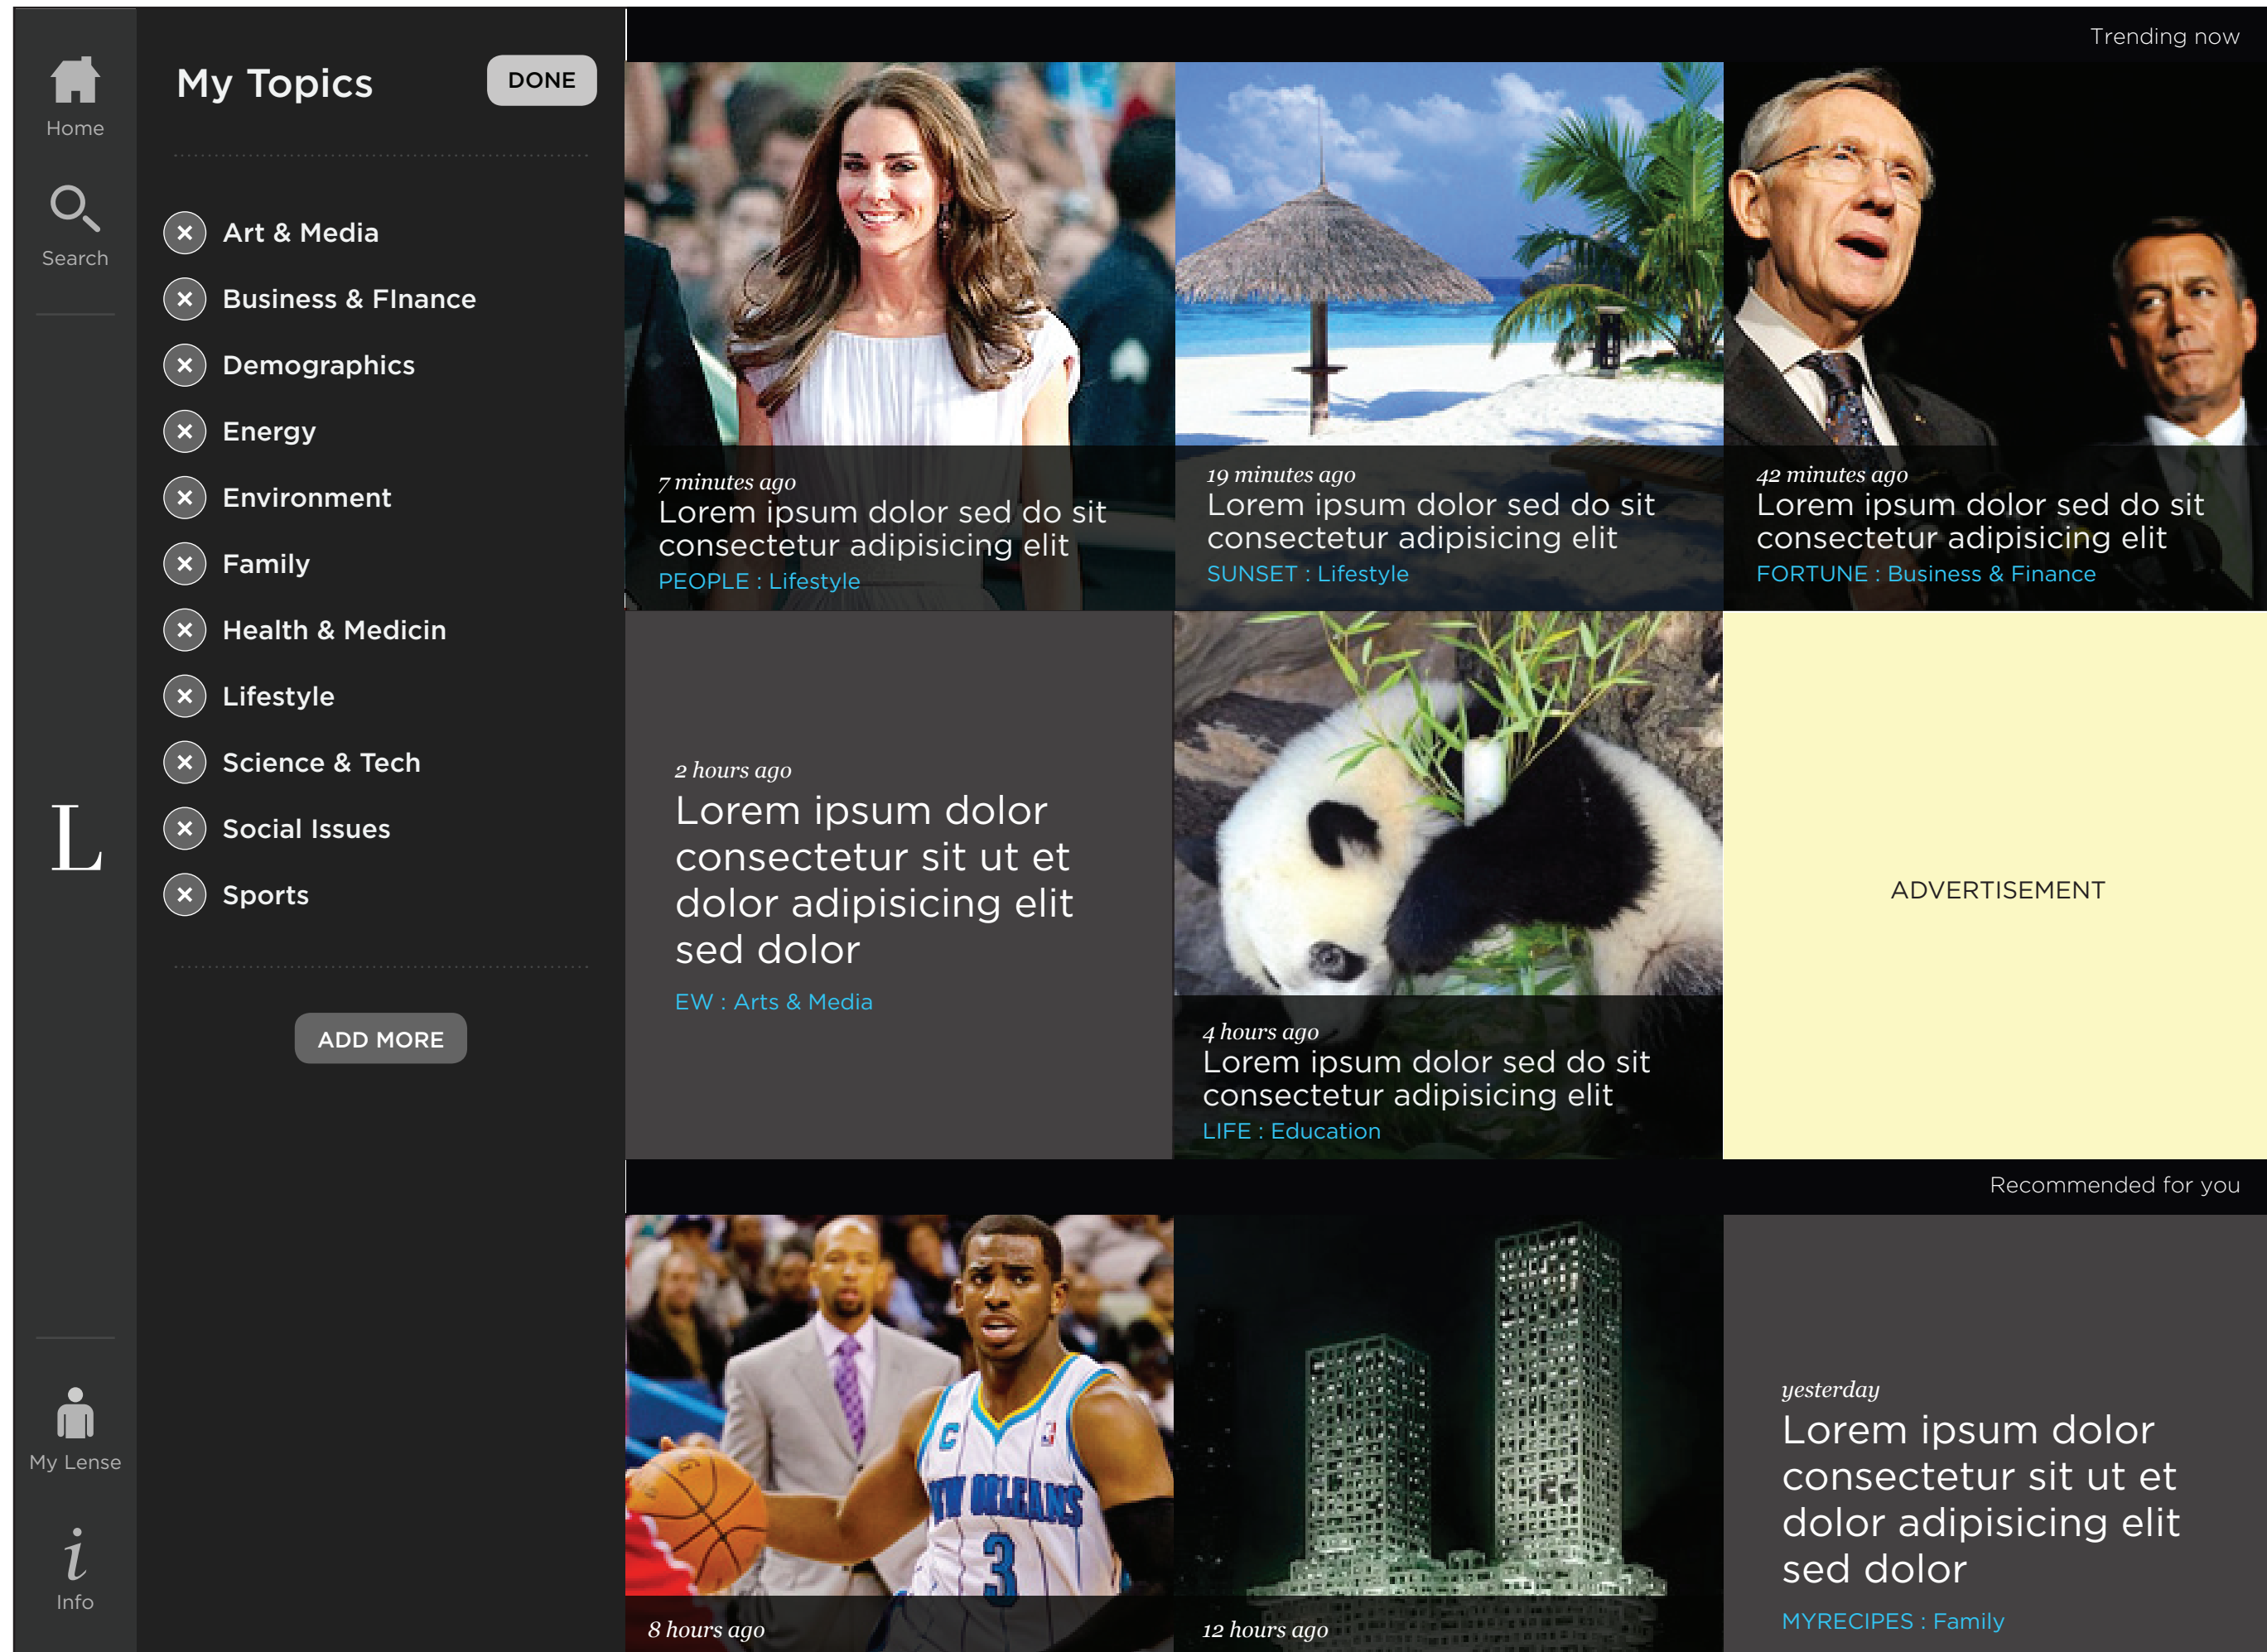 Home
Search
L
My Lense
Info
My Topics
DONE
Art & Media
Business & FInance
Demographics
Energy
Environment
Family
Health & Medicin
Lifestyle
Science & Tech
Social Issues
Sports
ADD MORE
Trending now
7 minutes ago
Lorem ipsum dolor sed do sit
consectetur adipisicing elit
PEOPLE : Lifestyle
19 minutes ago
Lorem ipsum dolor sed do sit
consectetur adipisicing elit
SUNSET : Lifestyle
42 minutes ago
Lorem ipsum dolor sed do sit
consectetur adipisicing elit
FORTUNE : Business & Finance
2 hours ago
Lorem ipsum dolor
consectetur sit ut et
dolor adipisicing elit
sed dolor
EW : Arts & Media
4 hours ago
Lorem ipsum dolor sed do sit
consectetur adipisicing elit
LIFE : Education
ADVERTISEMENT
Recommended for you
C
NEW ORLEANS
3
8 hours ago
12 hours ago
yesterday
Lorem ipsum dolor
consectetur sit ut et
dolor adipisicing elit
sed dolor
MYRECIPES : Family